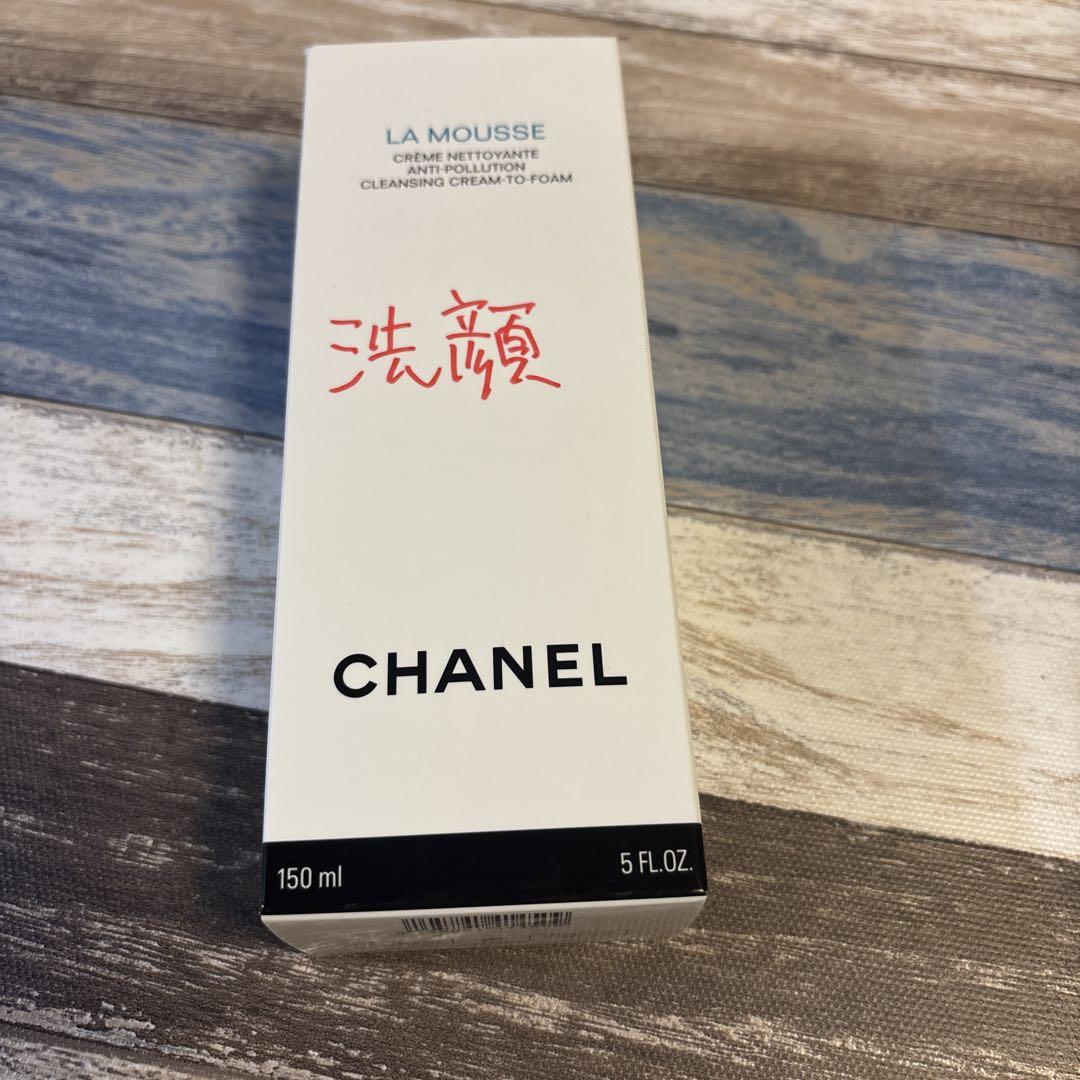 LA MOUSSE
CRÈME NETTOYANTE
ANTI-POLLUTION
CLEANSING CREAM-TO-FOAM
洗顔
CHANEL
150 ml
5 FL.OZ.